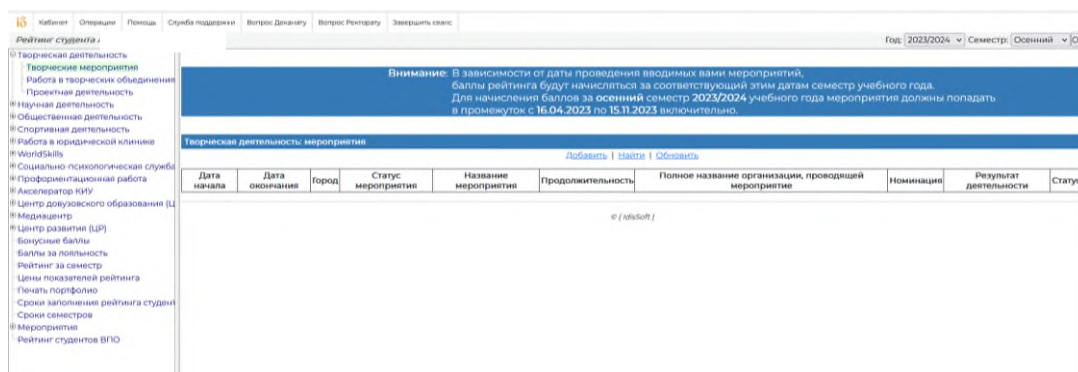 Кабинет Операции Помощь Служба поддержки Вопрос Деканату Вопрос Ректорату Завершить сеанс
Рейтинг студента
Год: 2023/2024 Семестр: Осенний
Творческая деятельность
Творческие мероприятия
Работа в творческих объединения
Проектная деятельность
Научная деятельность
Общественная деятельность
Спортивная деятельность
Работа в юридической клинике
WorldSkills
Социально-психологическая служба
Профориентационная работа
Акселератор КИУ
Центр довузовского образования (Ц
Медиацентр
Центр развития (ЦР)
Бонусные баллы
Баллы за лояльность
Рейтинг за семестр
Цены показателей рейтинга
Печать портфолио
Сроки заполнения рейтинга студент
Сроки семестров
Мероприятия
Рейтинг студентов ВПО
Внимание: В зависимости от даты проведения вводимых вами мероприятий,
баллы рейтинга будут начисляться за соответствующий этим датам семестр учебного года.
Для начисления баллов за осенний семестр 2023/2024 учебного года мероприятия должны попадать
в промежуток с 16.04.2023 по 15.11.2023 включительно.
Творческая деятельность: мероприятия
Добавить | Найти | Обновить
Дата начала Дата окончания Город Статус мероприятия Название мероприятия Продолжительность Полное название организации, проводящей мероприятие Номинация Результат деятельности Статус
© { IdisSoft }